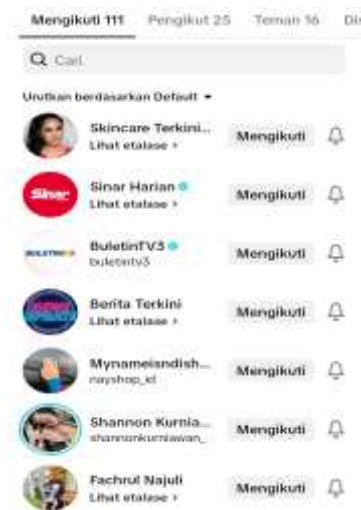 Mengikuti 111 Pengikut 25 Teman 16
Cari
Urutkan berdasarkan Default
Skincare Terkini... Mengikuti
Lihat etalase >
Sinar
Sinar Harian Mengikuti
Lihat etalase >
BuletinTV3 Mengikuti
buletintv3
Berita Terkini Mengikuti
Lihat etalase >
Mynameisndish... Mengikuti
nayshop_id
Shannon Kurnia... Mengikuti
shannonkurniawan_
Fachrul Najuli Mengikuti
Lihat etalase >